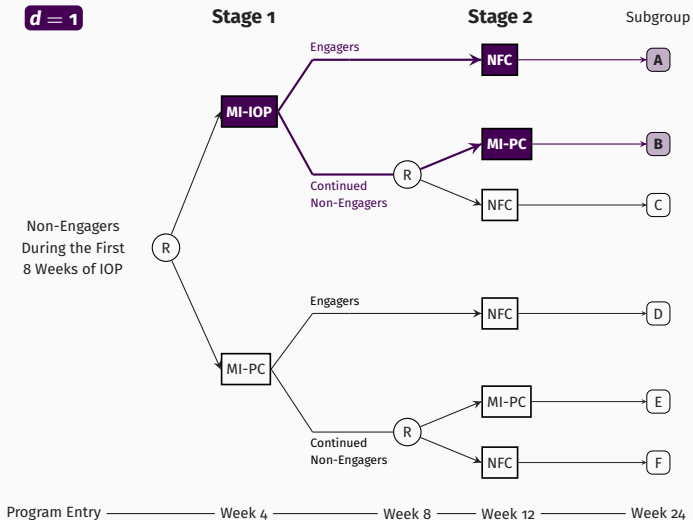 d = 1
Stage 1
Stage 2
Subgroup
Engagers
NFC
A
MI-IOP
MI-PC
B
R
Continued
Non-Engagers
NFC
C
Non-Engagers
During the First
8 Weeks of IOP
R
Engagers
NFC
D
MI-PC
MI-PC
E
R
Continued
Non-Engagers
NFC
F
Program Entry
Week 4
Week 8
Week 12
Week 24